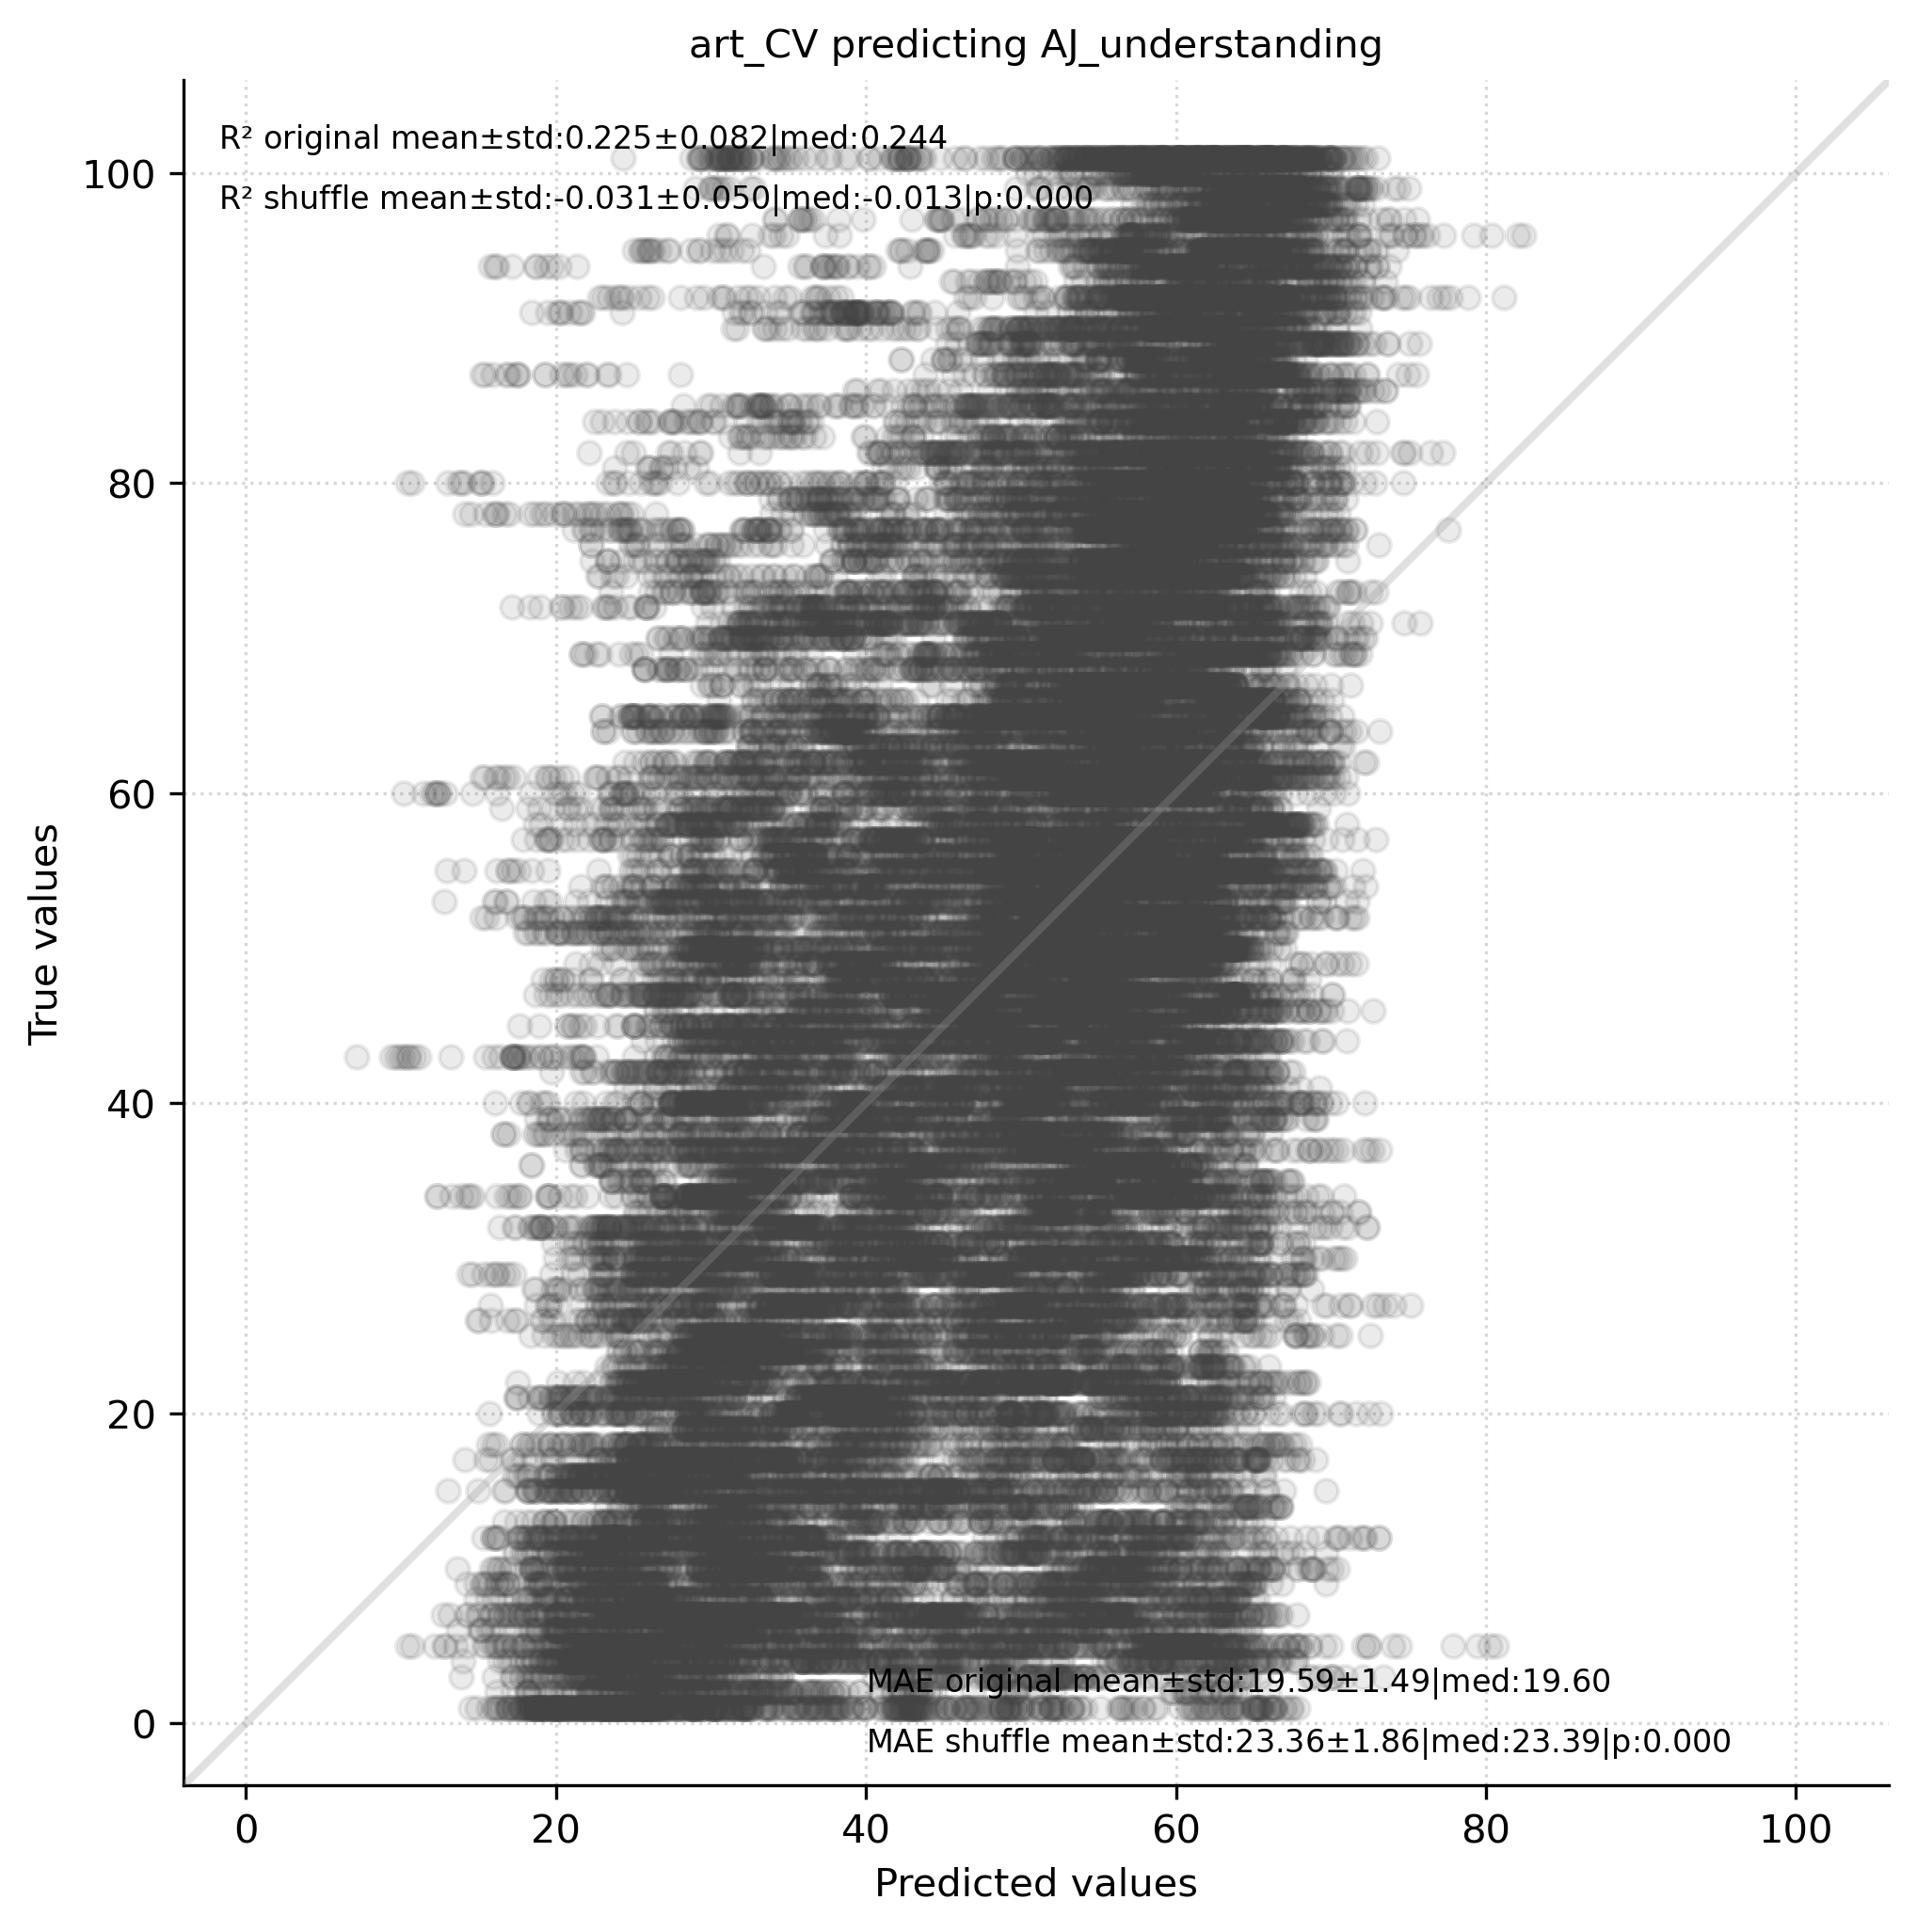 art_CV predicting AJ_understanding
R² original mean±std:0.225±0.082|med:0.244
R² shuffle mean±std:-0.031±0.050|med:-0.013|p:0.000
100
80
60
40
20
0
True values
MAE original mean±std:19.59±1.49|med:19.60
MAE shuffle mean±std:23.36±1.86|med:23.39|p:0.000
0 20 40 60 80 100
Predicted values